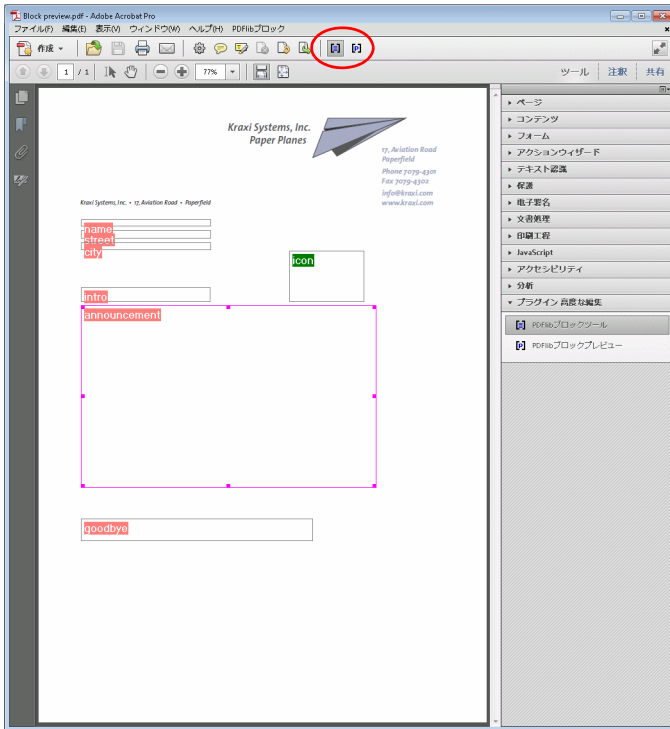 Block preview.pdf - Adobe Acrobat Pro
ファイル(F) 編集(E) 表示(V) ウィンドウ(W) ヘルプ(H) PDFlibブロック
作成
1 / 1
77%
ツール 注釈 共有
Kraxi Systems, Inc.
Paper Planes
17, Aviation Road
Paperfield
Phone 7079-4301
Fax 7079-4302
info@kraxi.com
www.kraxi.com
Kraxi Systems, Inc. • 17, Aviation Road • Paperfield
name
street
city
icon
intro
announcement
goodbye
ページ
コンテンツ
フォーム
アクションウィザード
テキスト認識
保護
電子署名
文書処理
印刷工程
JavaScript
アクセシビリティ
分析
プラグイン 高度な編集
PDFlibブロックツール
PDFlibブロックプレビュー